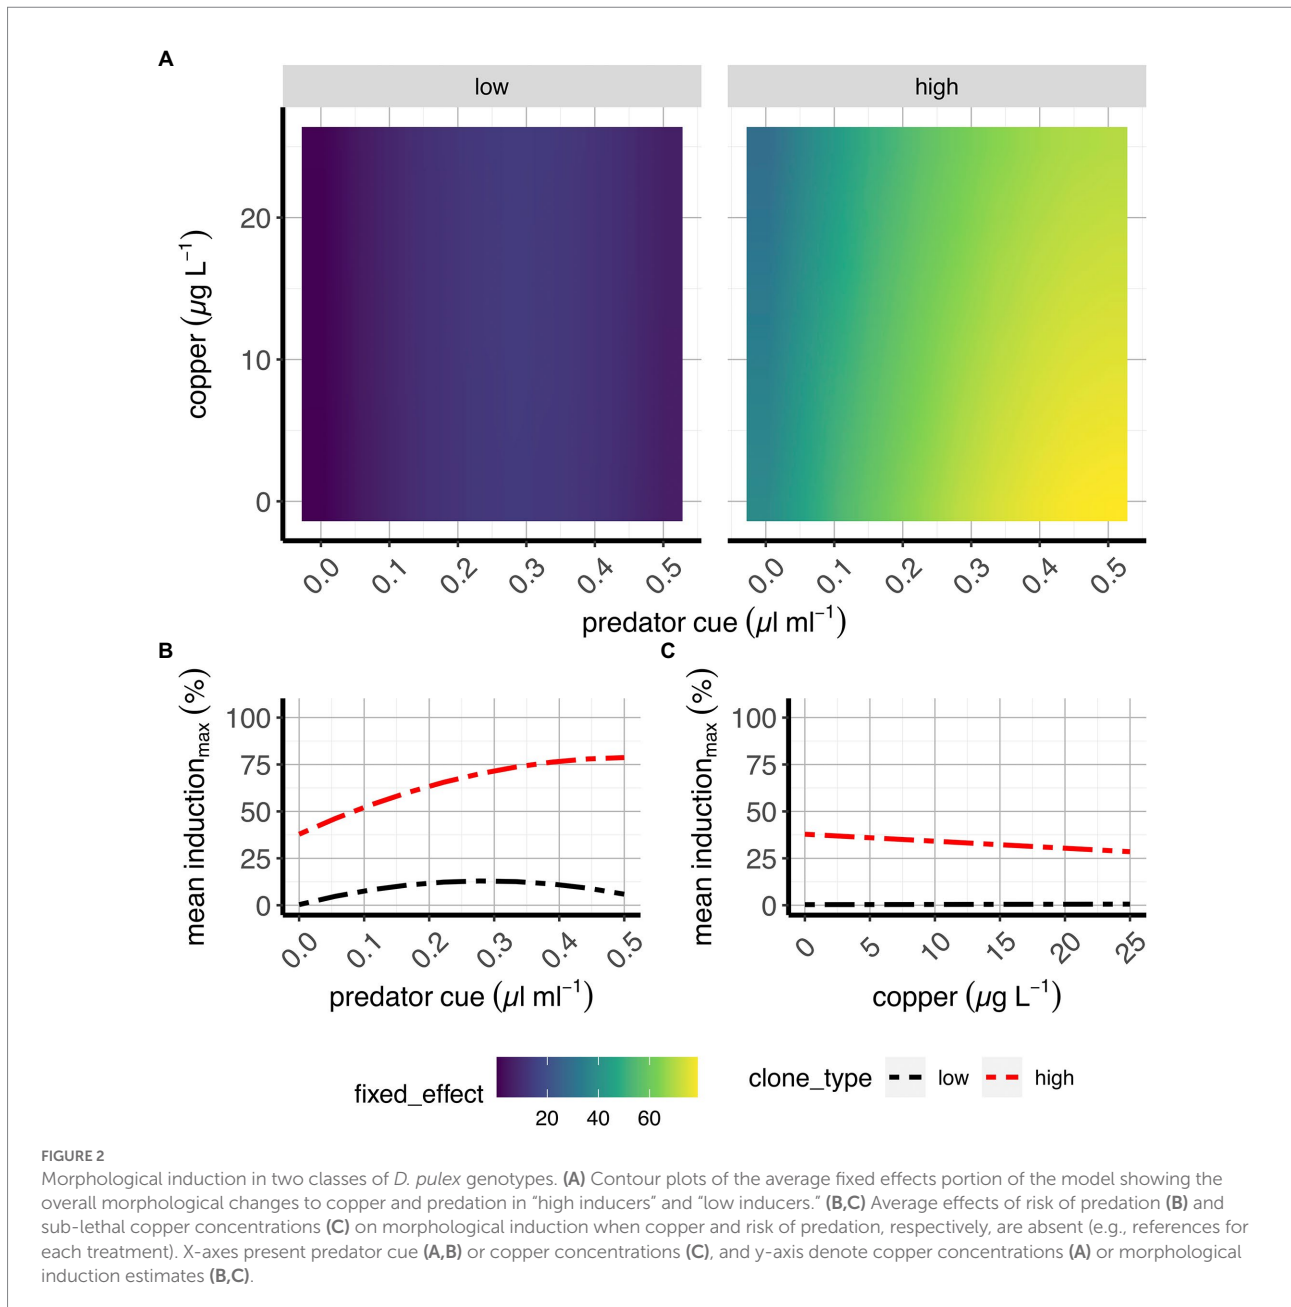 A
low
high
copper (µg L⁻¹)
20
10
0
0.0 0.1 0.2 0.3 0.4 0.5
0.0 0.1 0.2 0.3 0.4 0.5
predator cue (µl ml⁻¹)
B
mean induction_max (%)
100
75
50
25
0
0.0 0.1 0.2 0.3 0.4 0.5
predator cue (µl ml⁻¹)
C
mean induction_max (%)
100
75
50
25
0
0 5 10 15 20 25
copper (µg L⁻¹)
fixed_effect
20 40 60
clone_type low high
FIGURE 2
Morphological induction in two classes of D. pulex genotypes. (A) Contour plots of the average fixed effects portion of the model showing the
overall morphological changes to copper and predation in “high inducers” and “low inducers.” (B,C) Average effects of risk of predation (B) and
sub-lethal copper concentrations (C) on morphological induction when copper and risk of predation, respectively, are absent (e.g., references for
each treatment). X-axes present predator cue (A,B) or copper concentrations (C), and y-axis denote copper concentrations (A) or morphological
induction estimates (B,C).